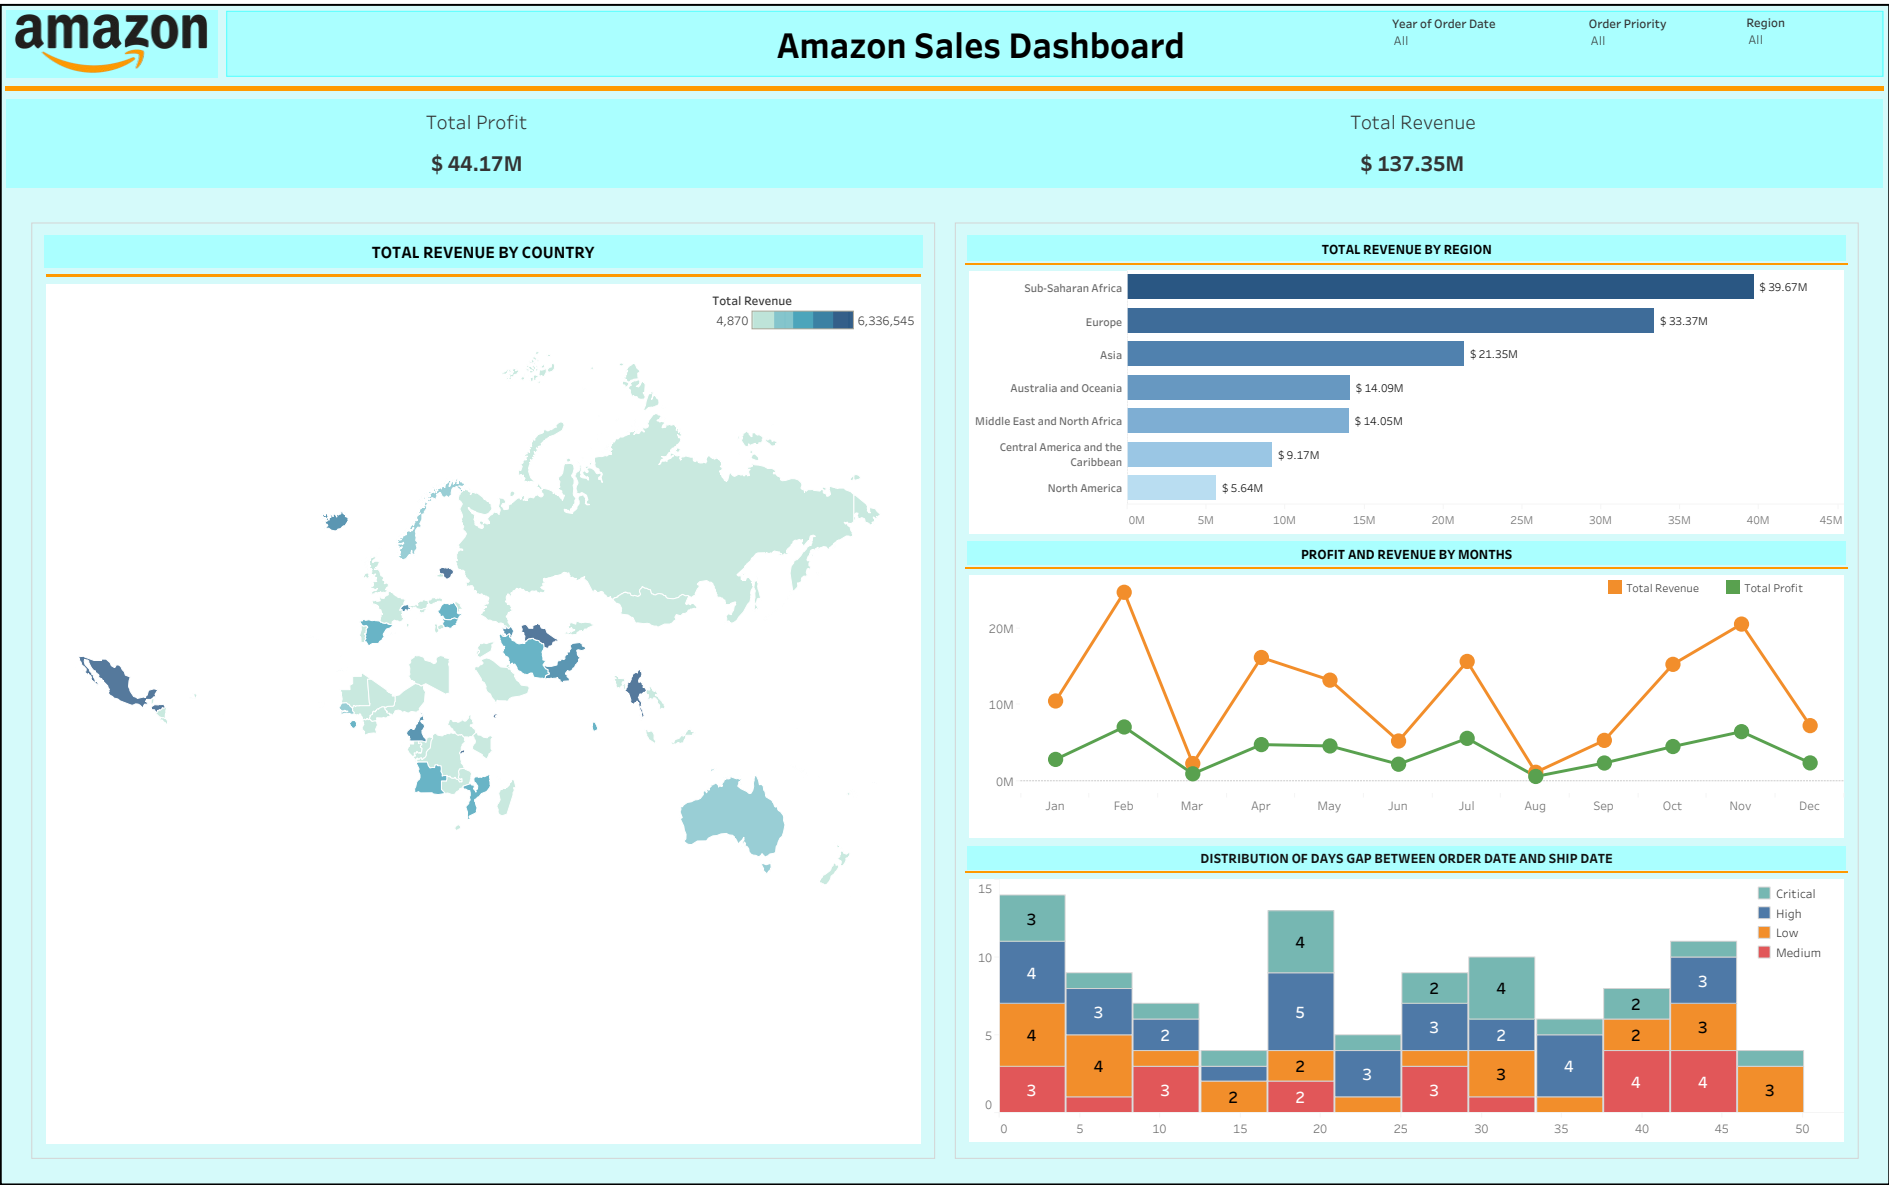 amazon
Amazon Sales Dashboard
Year of Order Date
All
Order Priority
All
Region
All
Total Profit
$ 44.17M
Total Revenue
$ 137.35M
TOTAL REVENUE BY COUNTRY
Total Revenue
4,870 6,336,545
TOTAL REVENUE BY REGION
Sub-Saharan Africa $ 39.67M
Europe $ 33.37M
Asia $ 21.35M
Australia and Oceania $ 14.09M
Middle East and North Africa $ 14.05M
Central America and the
Caribbean $ 9.17M
North America $ 5.64M
0M 5M 10M 15M 20M 25M 30M 35M 40M 45M
PROFIT AND REVENUE BY MONTHS
Total Revenue Total Profit
20M
10M
0M
Jan Feb Mar Apr May Jun Jul Aug Sep Oct Nov Dec
DISTRIBUTION OF DAYS GAP BETWEEN ORDER DATE AND SHIP DATE
Critical
High
Low
Medium
15
10
5
0
3 4 4 3
3 4
2 3
2
4 5 2 2
3
2 3 3
4 2 3
4
2 2 4
3 3 4
3
0 5 10 15 20 25 30 35 40 45 50